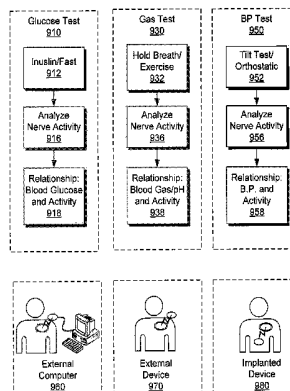 Glucose Test
910
Inuslin/Fast
912
Analyze
Nerve Activity
916
Relationship:
Blood Glucose
and Activity
918
Gas Test
930
Hold Breath/
Exercise
932
Analyze
Nerve Activity
936
Relationship:
Blood Gas/pH
and Activity
938
BP Test
950
Tilt Test/
Orthostatic
952
Analyze
Nerve Activity
956
Relationship:
B.P. and
Activity
958
External
Computer
960
External
Device
970
Implanted
Device
980